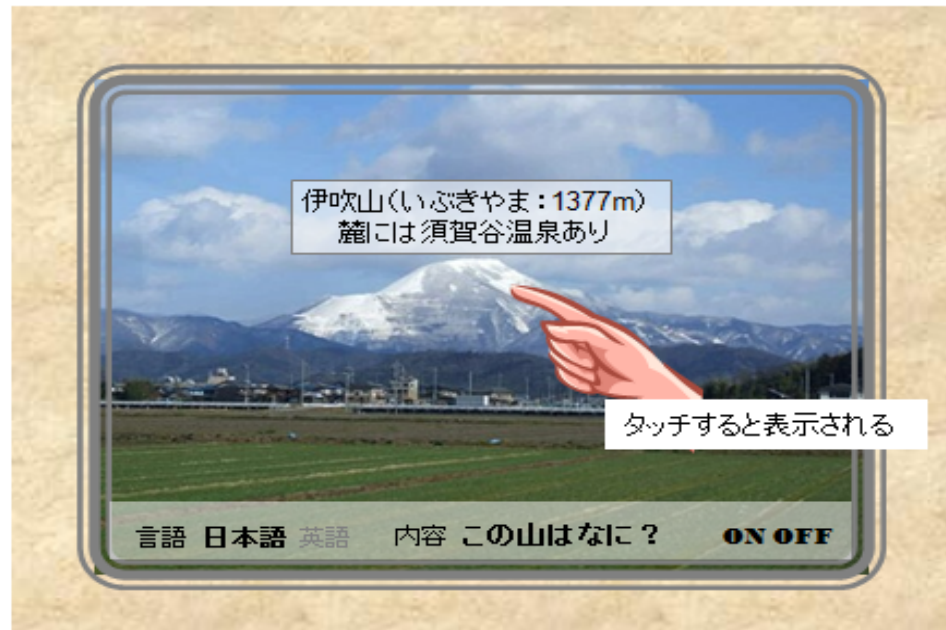 伊吹山(いぶきやま:1377m)
麓には須賀谷温泉あり
タッチすると表示される
言語 日本語 英語 内容 この山はなに? ON OFF